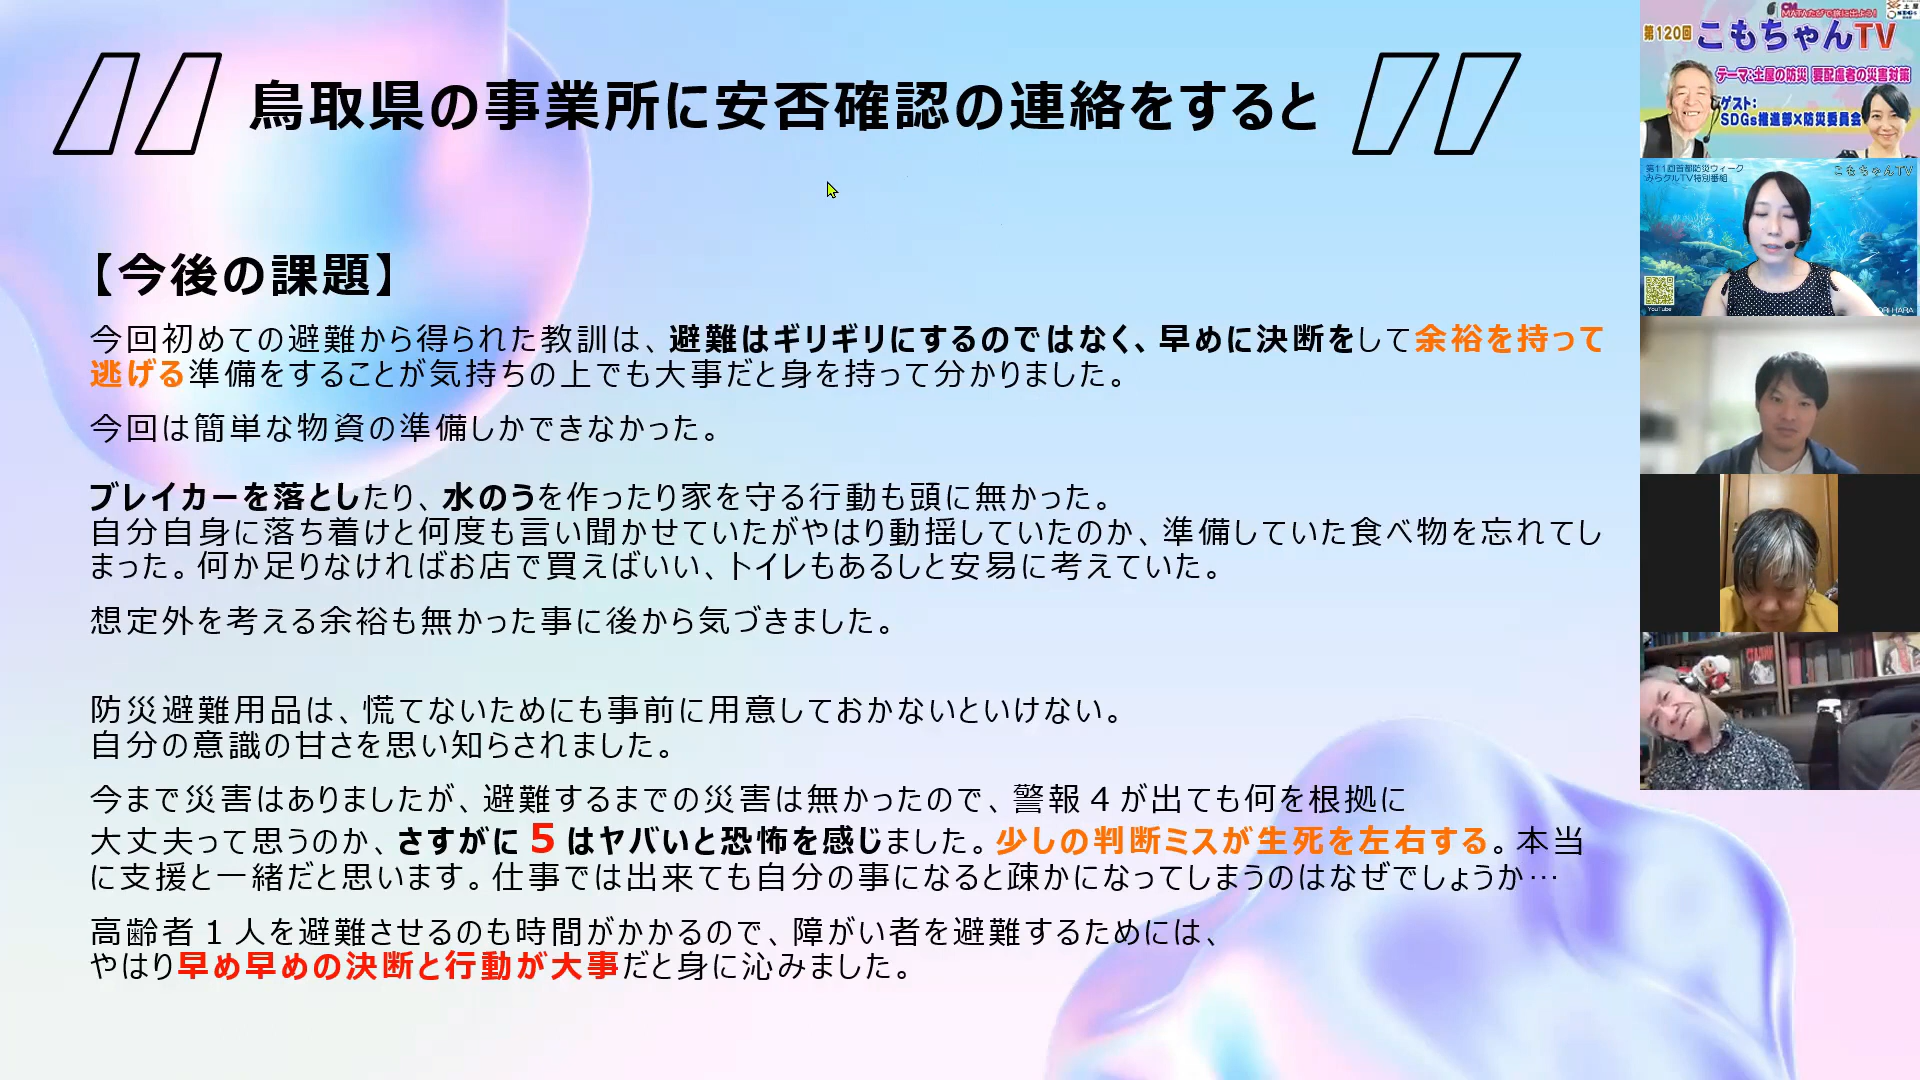 鳥取県の事業所に安否確認の連絡をすると
【今後の課題】
今回初めての避難から得られた教訓は、避難はギリギリにするのではなく、早めに決断をして余裕を持って
逃げる準備をすることが気持ちの上でも大事だと身を持って分かりました。
今回は簡単な物資の準備しかできなかった。
ブレイカーを落としたり、水のうを作ったり家を守る行動も頭に無かった。
自分自身に落ち着けと何度も言い聞かせていたがやはり動揺していたのか、準備していた食べ物を忘れてし
まった。何か足りなければお店で買えばいい、トイレもあるしと安易に考えていた。
想定外を考える余裕も無かった事に後から気づきました。
防災避難用品は、慌てないためにも事前に用意しておかないといけない。
自分の意識の甘さを思い知らされました。
今まで災害はありましたが、避難するまでの災害は無かったので、警報４が出ても何を根拠に
大丈夫って思うのか、さすがに５はヤバいと恐怖を感じました。少しの判断ミスが生死を左右する。本当
に支援と一緒だと思います。仕事では出来ても自分の事になると疎かになってしまうのはなぜでしょうか…
高齢者１人を避難させるのも時間がかかるので、障がい者を避難するためには、
やはり早め早めの決断と行動が大事だと身に沁みました。
第120回 こもちゃんTV
テーマ:土屋の防災 要配慮者の災害対策
ゲスト:
SDGs推進部×防災委員会
第11回首都防災ウィーク
みらクルTV特別番組
こもちゃんTV
YouTube